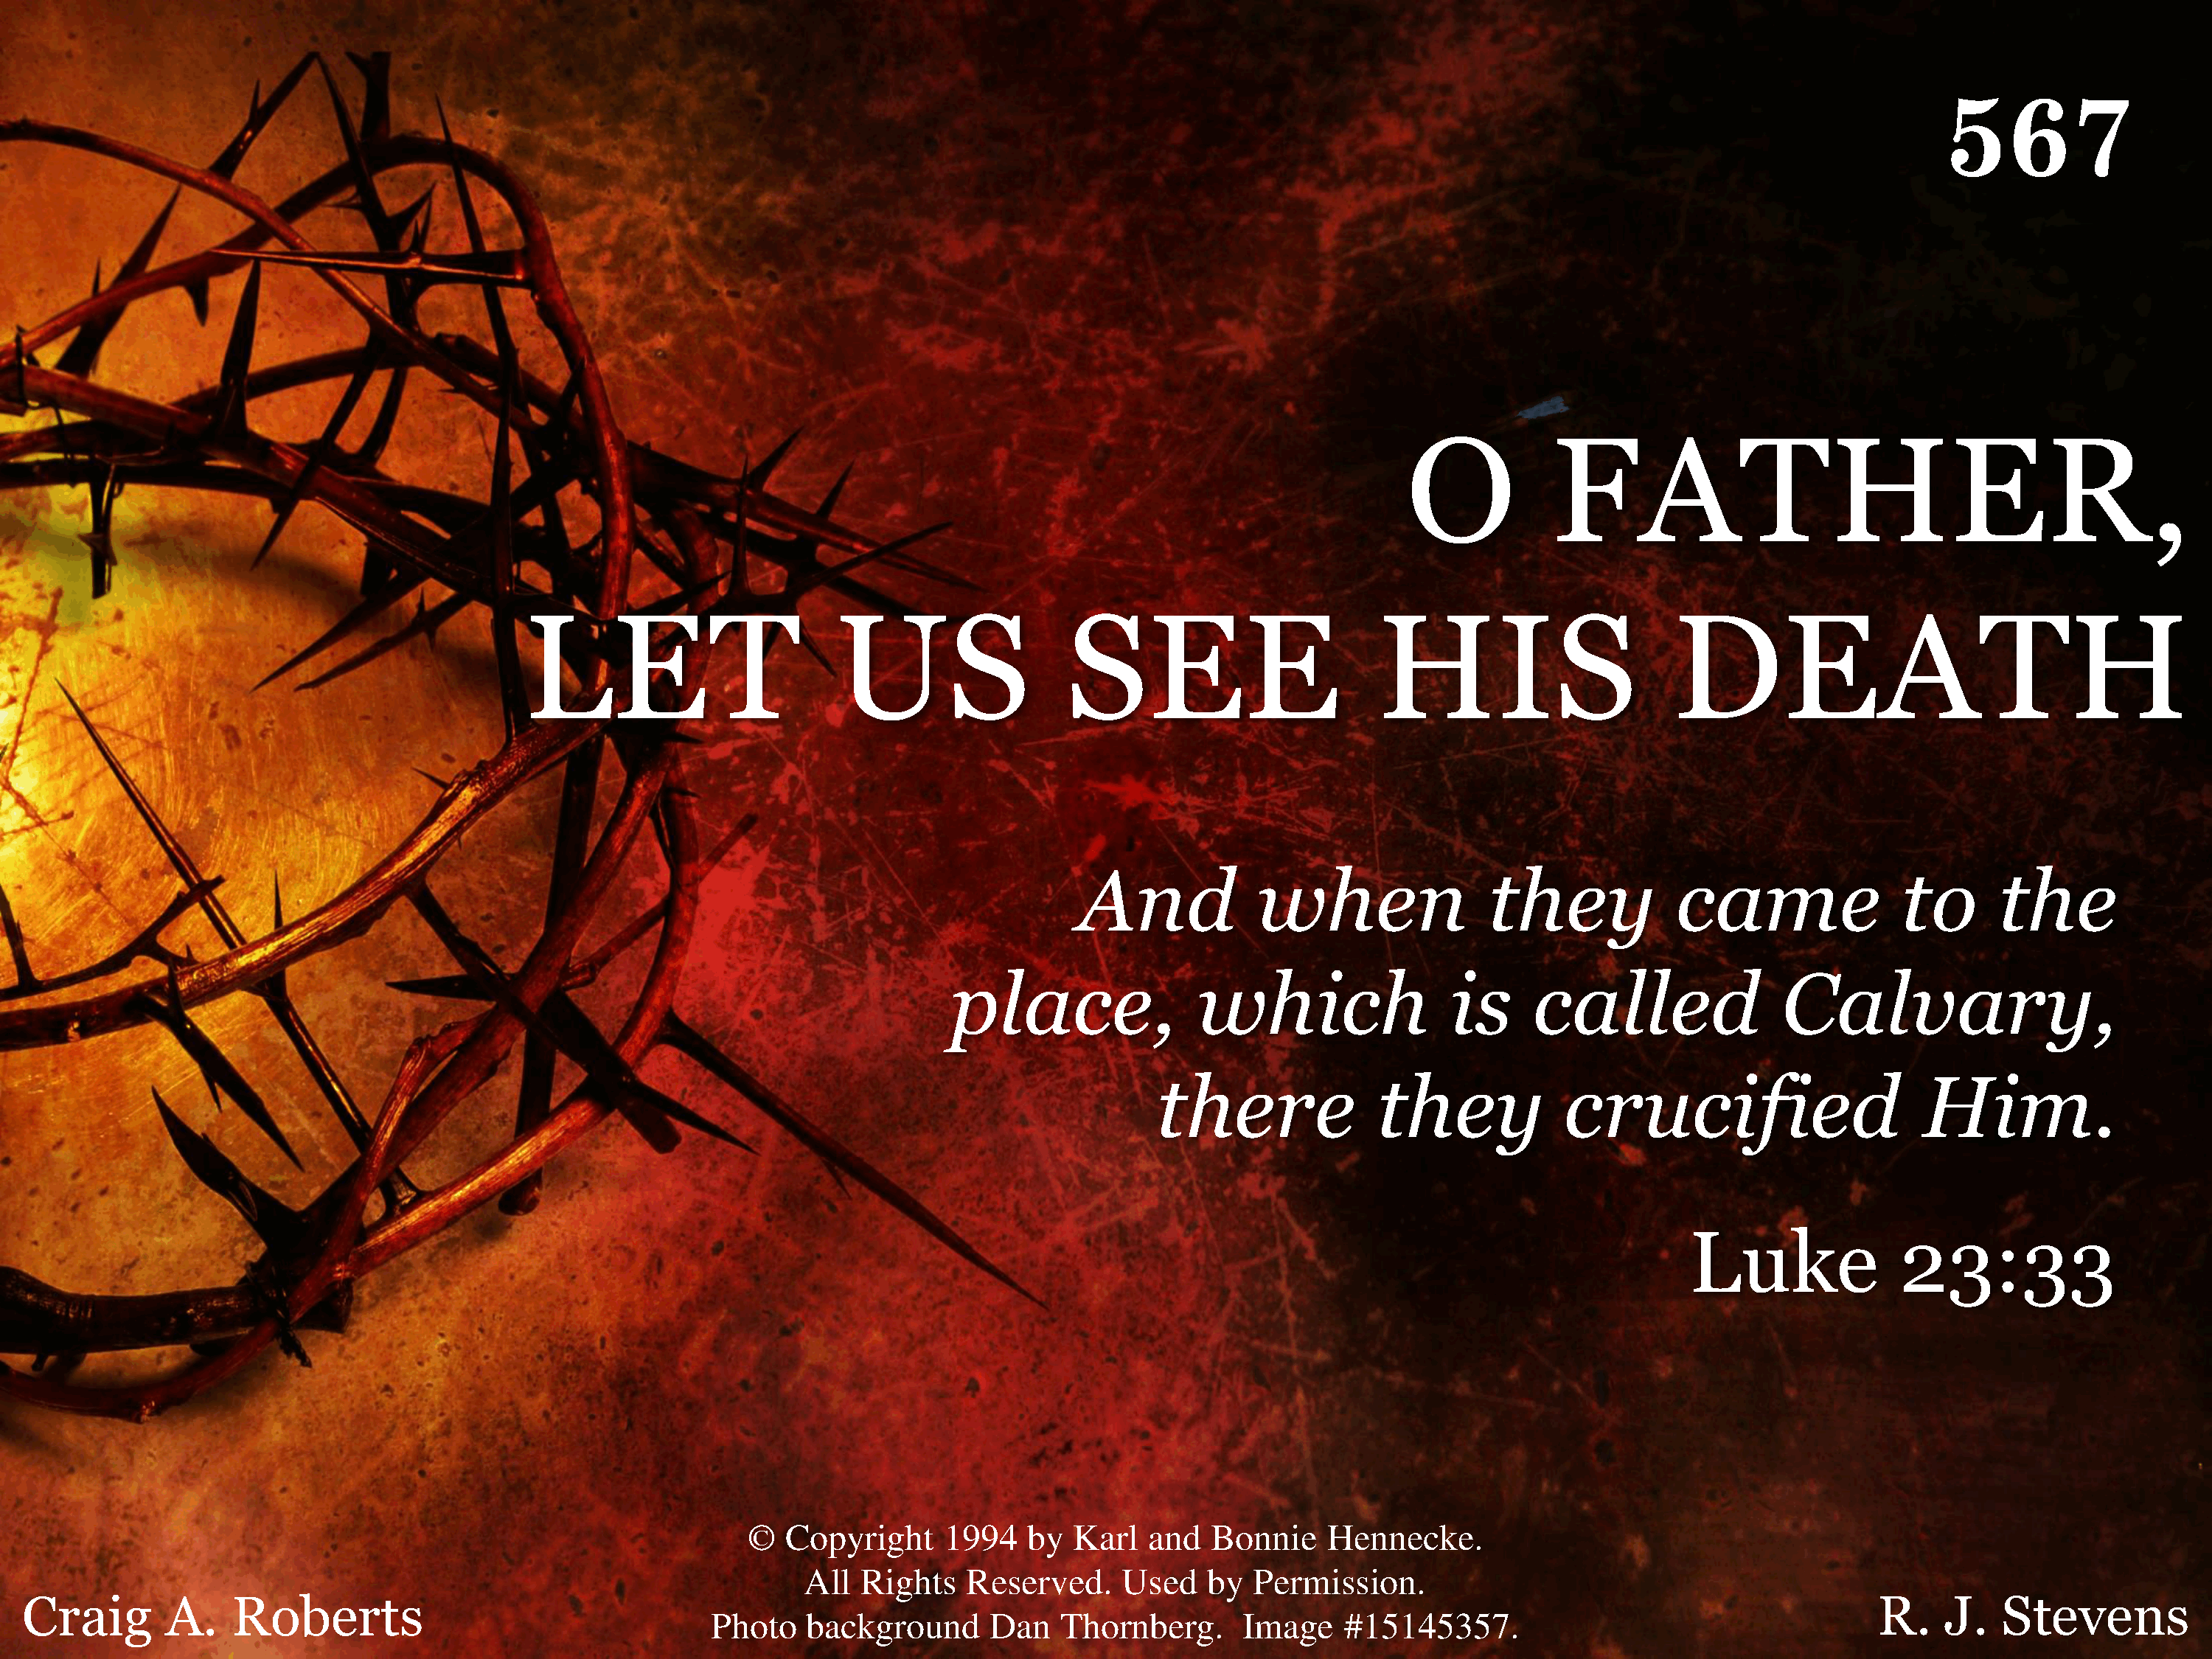 567
O FATHER,
LET US SEE HIS DEATH
And when they came to the
place, which is called Calvary,
there they crucified Him.
Luke 23:33
© Copyright 1994 by Karl and Bonnie Hennecke.
All Rights Reserved. Used by Permission.
Photo background Dan Thornberg. Image #15145357.
Craig A. Roberts
R. J. Stevens